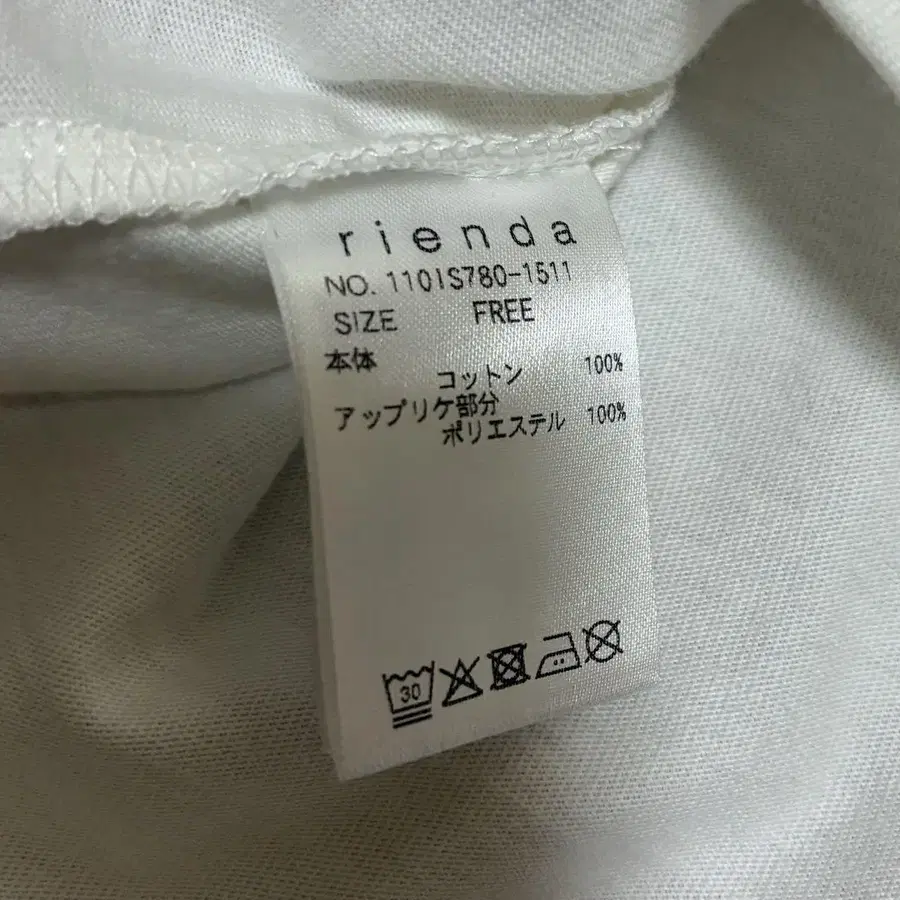 rienda
NO. 110IS780-1511
SIZE FREE
本体
コットン 100%
アップリケ部分
ポリエステル 100%
30